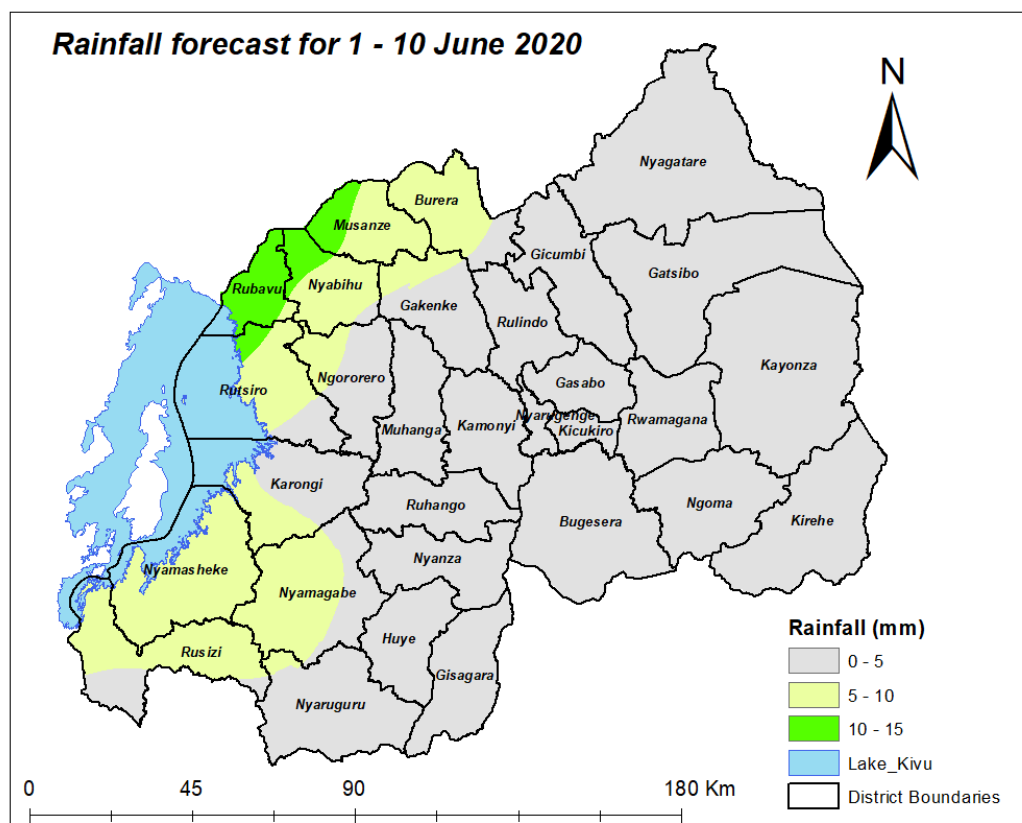 Rainfall forecast for 1 - 10 June 2020
N
Nyagatare
Burera
Musanze
Gicumbi
Gatsibo
Rubavu
Nyabihu
Gakenke
Rulindo
Kayonza
Ngororero
Gasabo
Rutsiro
Nyarugenge
Rwamagana
Muhanga
Kamonyi
Kicukiro
Karongi
Ruhango
Ngoma
Bugesera
Kirehe
Nyanza
Nyamasheke
Nyamagabe
Huye
Rusizi
Gisagara
Nyaruguru
Rainfall (mm)
0 - 5
5 - 10
10 - 15
Lake_Kivu
District Boundaries
0 45 90 180 Km